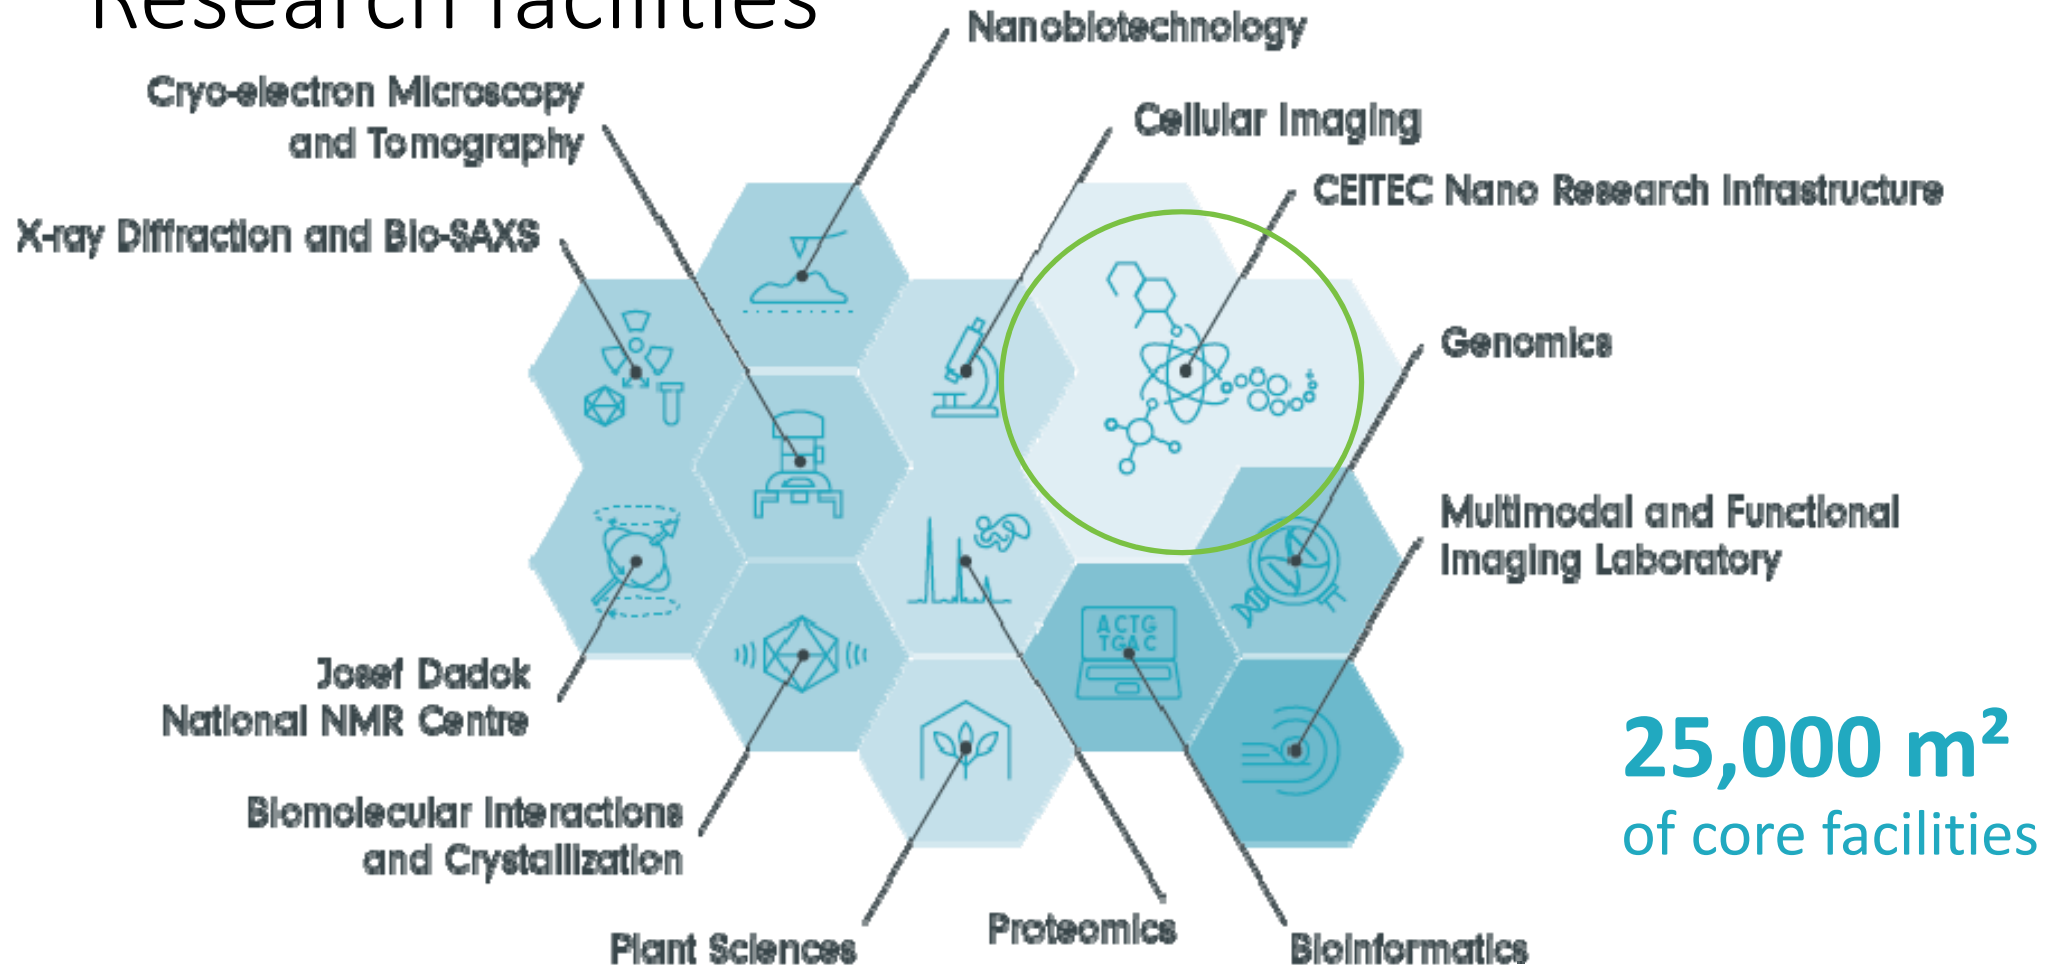 Research facilities
Nanobiotechnology
Cryo-electron Microscopy
and Tomography
Cellular Imaging
CEITEC Nano Research Infrastructure
X-ray Diffraction and Bio-SAXS
Genomics
Multimodal and Functional
Imaging Laboratory
ACTG
TGAC
Josef Dadok
National NMR Centre
25,000 m²
of core facilities
Biomolecular Interactions
and Crystallization
Plant Sciences
Proteomics
Bioinformatics